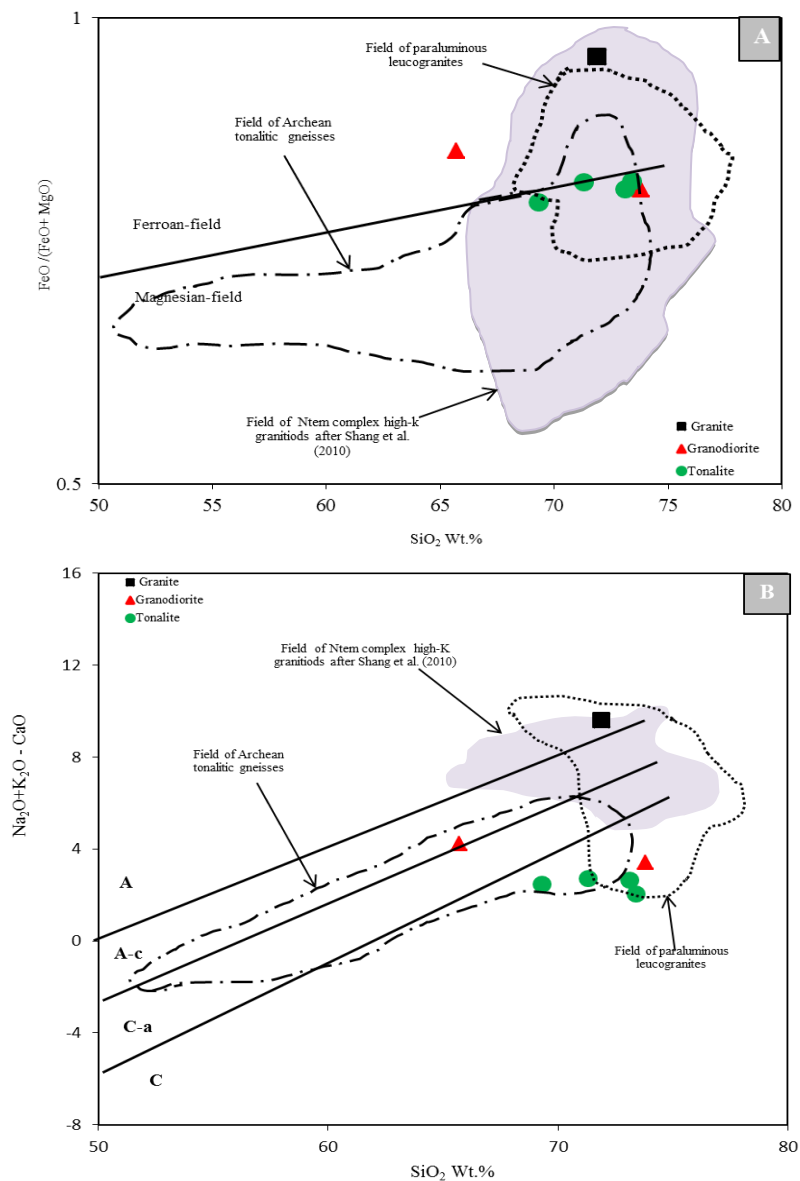 1
A
Field of paraluminous
leucogranites
Field of Archean
tonalitic gneisses
FeO /(FeO+ MgO)
Ferroan-field
Magnesian-field
Field of Ntem complex high-k
granitiods after Shang et al.
(2010)
Granite
Granodiorite
Tonalite
0.5
50
55
60
65
70
75
80
SiO₂ Wt.%
16
Granite
Granodiorite
Tonalite
B
Field of Ntem complex high-K
granitiods after Shang et al. (2010)
12
Field of Archean
tonalitic gneisses
8
Na₂O+K₂O - CaO
4
A
0
A-c
Field of paraluminous
leucogranites
C-a
-4
C
-8
50
60
70
80
SiO₂ Wt.%